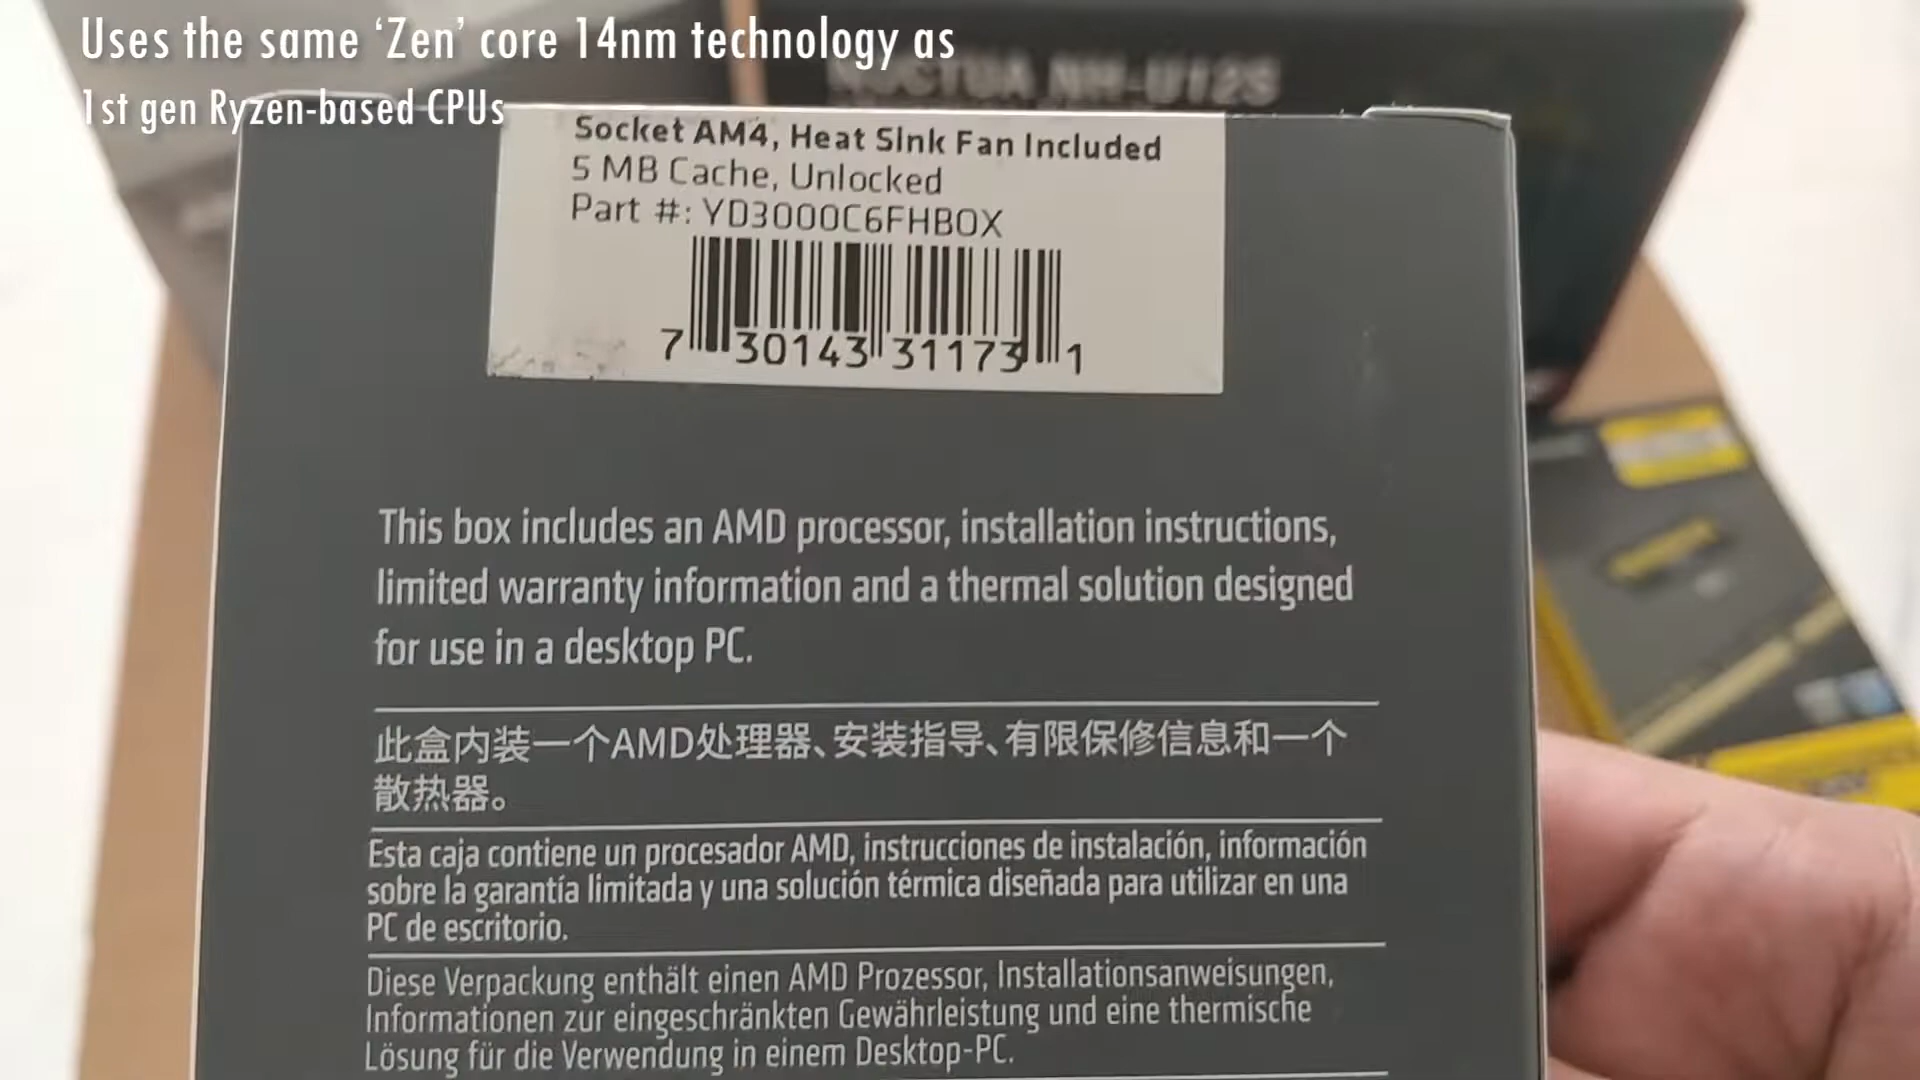 Uses the same ‘Zen’ core 14nm technology as
1st gen Ryzen-based CPUs
NOCTUA NH-U12S
Socket AM4, Heat Sink Fan Included
5 MB Cache, Unlocked
Part #: YD3000C6FHBOX
7 30143 31173 1
This box includes an AMD processor, installation instructions,
limited warranty information and a thermal solution designed
for use in a desktop PC.
此盒内装一个AMD处理器、安装指导、有限保修信息和一个
散热器。
Esta caja contiene un procesador AMD, instrucciones de instalación, información
sobre la garantía limitada y una solución térmica diseñada para utilizar en una
PC de escritorio.
Diese Verpackung enthält einen AMD Prozessor, Installationsanweisungen,
Informationen zur eingeschränkten Gewährleistung und eine thermische
Lösung für die Verwendung in einem Desktop-PC.